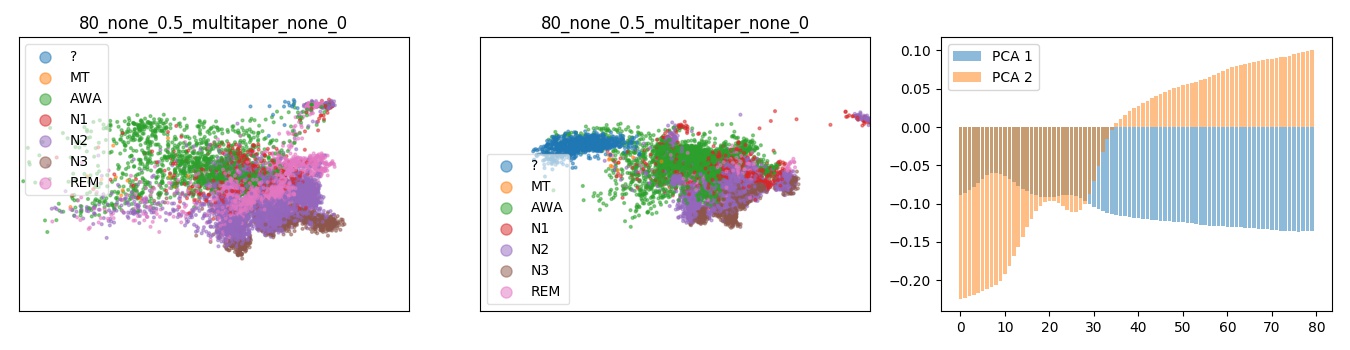 80_none_0.5_multitaper_none_0
?
MT
AWA
N1
N2
N3
REM
80_none_0.5_multitaper_none_0
?
MT
AWA
N1
N2
N3
REM
PCA 1
PCA 2
0.10
0.05
0.00
−0.05
−0.10
−0.15
−0.20
0 10 20 30 40 50 60 70 80